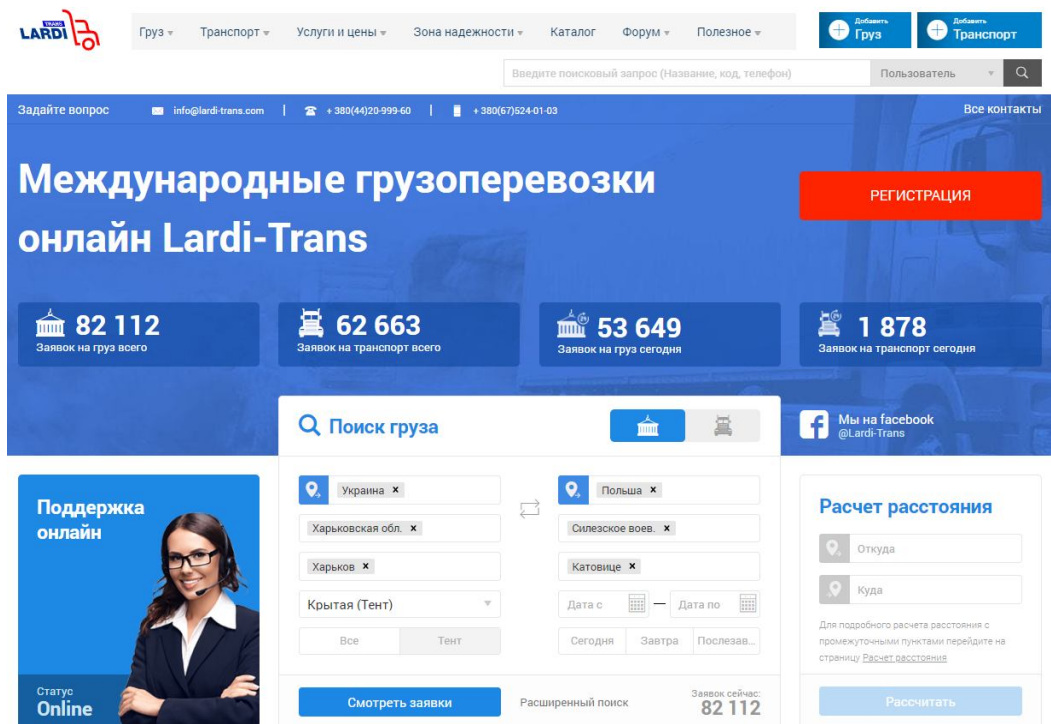 TRANS
LARDI
Груз Транспорт Услуги и цены Зона надежности Каталог Форум Полезное
Добавить
Груз
Добавить
Транспорт
Введите поисковый запрос (Название, код, телефон) Пользователь
Задайте вопрос info@lardi-trans.com | + 380(44)20-999-60 | + 380(67)524-01-03 Все контакты
Международные грузоперевозки
онлайн Lardi-Trans
РЕГИСТРАЦИЯ
82 112
Заявок на груз всего
62 663
Заявок на транспорт всего
53 649
Заявок на груз сегодня
1 878
Заявок на транспорт сегодня
Поиск груза
Мы на facebook
@Lardi-Trans
Поддержка
онлайн
Статус
Online
Украина ×
Харьковская обл. ×
Харьков ×
Крытая (Тент)
Все Тент
Польша ×
Силезское воев. ×
Катовице ×
Дата с — Дата по
Сегодня Завтра Послезав...
Смотреть заявки Расширенный поиск
Заявок сейчас:
82 112
Расчет расстояния
Откуда
Куда
Для подробного расчета расстояния с
промежуточными пунктами перейдите на
страницу Расчет расстояния
Рассчитать